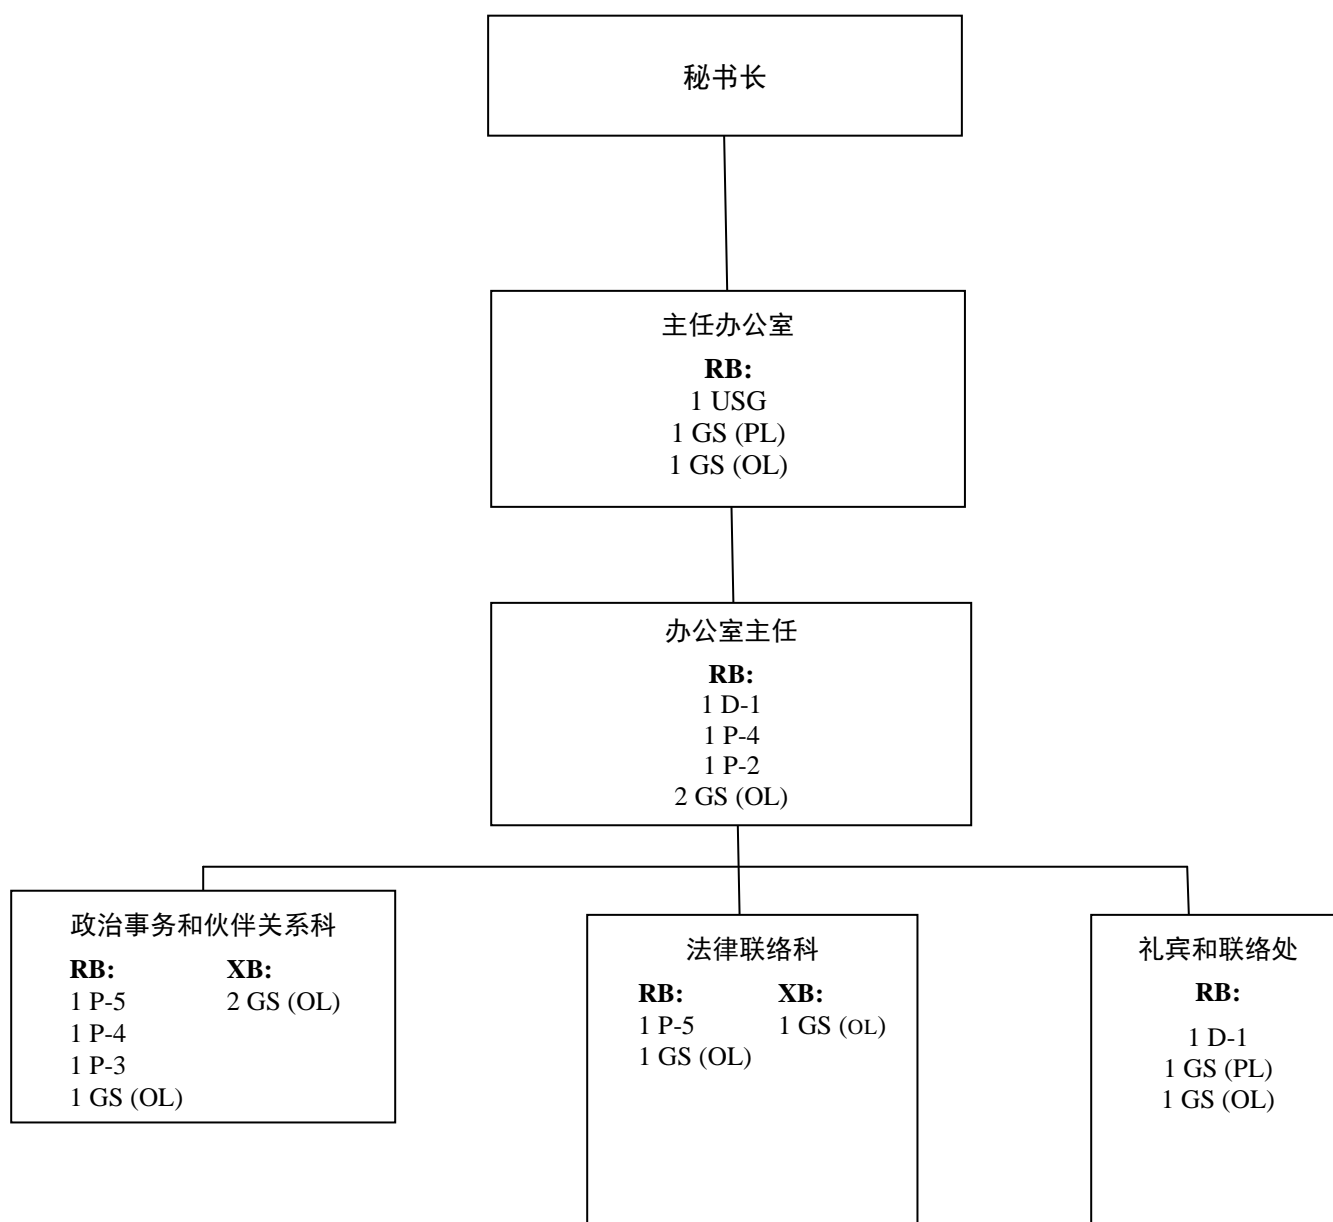 秘书长
主任办公室
RB:
1 USG
1 GS (PL)
1 GS (OL)
办公室主任
RB:
1 D-1
1 P-4
1 P-2
2 GS (OL)
政治事务和伙伴关系科
RB:
1 P-5
1 P-4
1 P-3
1 GS (OL)
XB:
2 GS (OL)
法律联络科
RB:
1 P-5
1 GS (OL)
XB:
1 GS (OL)
礼宾和联络处
RB:
1 D-1
1 GS (PL)
1 GS (OL)